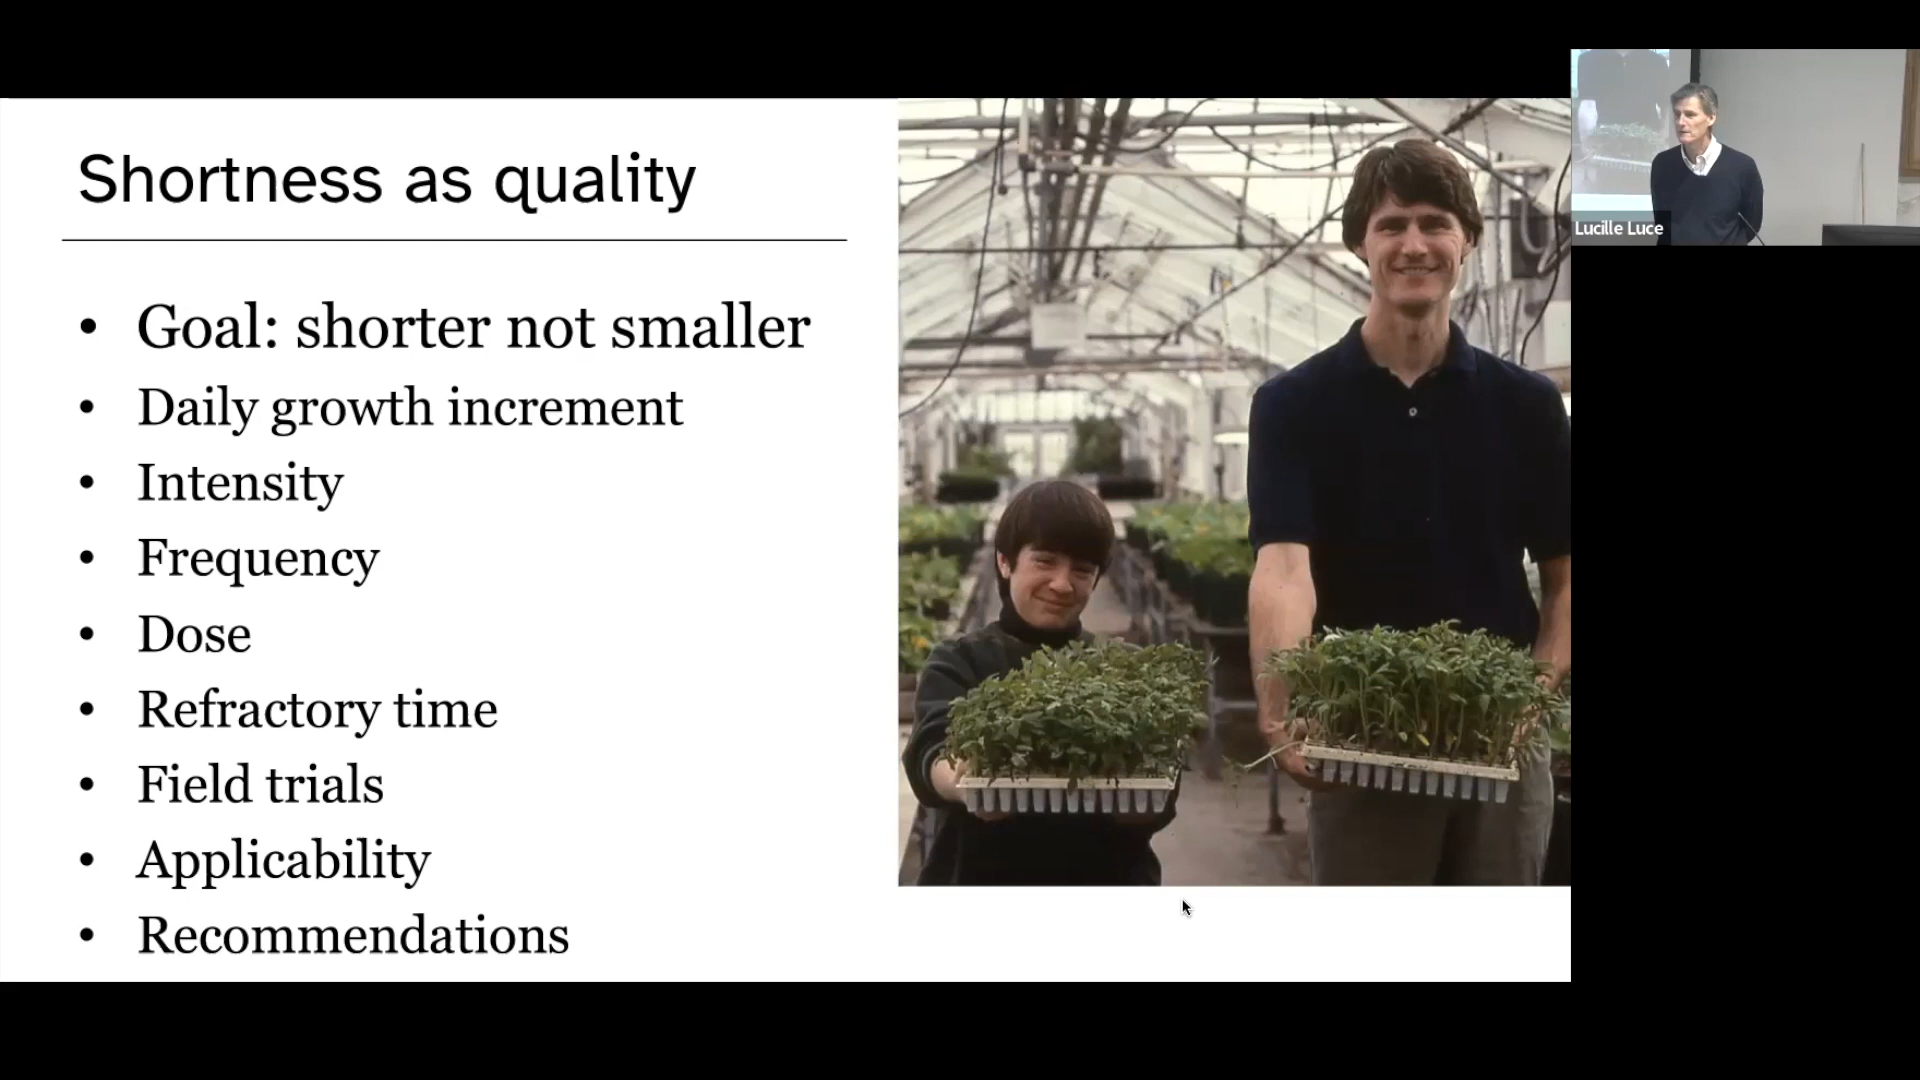 Shortness as quality
• Goal: shorter not smaller
• Daily growth increment
• Intensity
• Frequency
• Dose
• Refractory time
• Field trials
• Applicability
• Recommendations
Lucille Luce